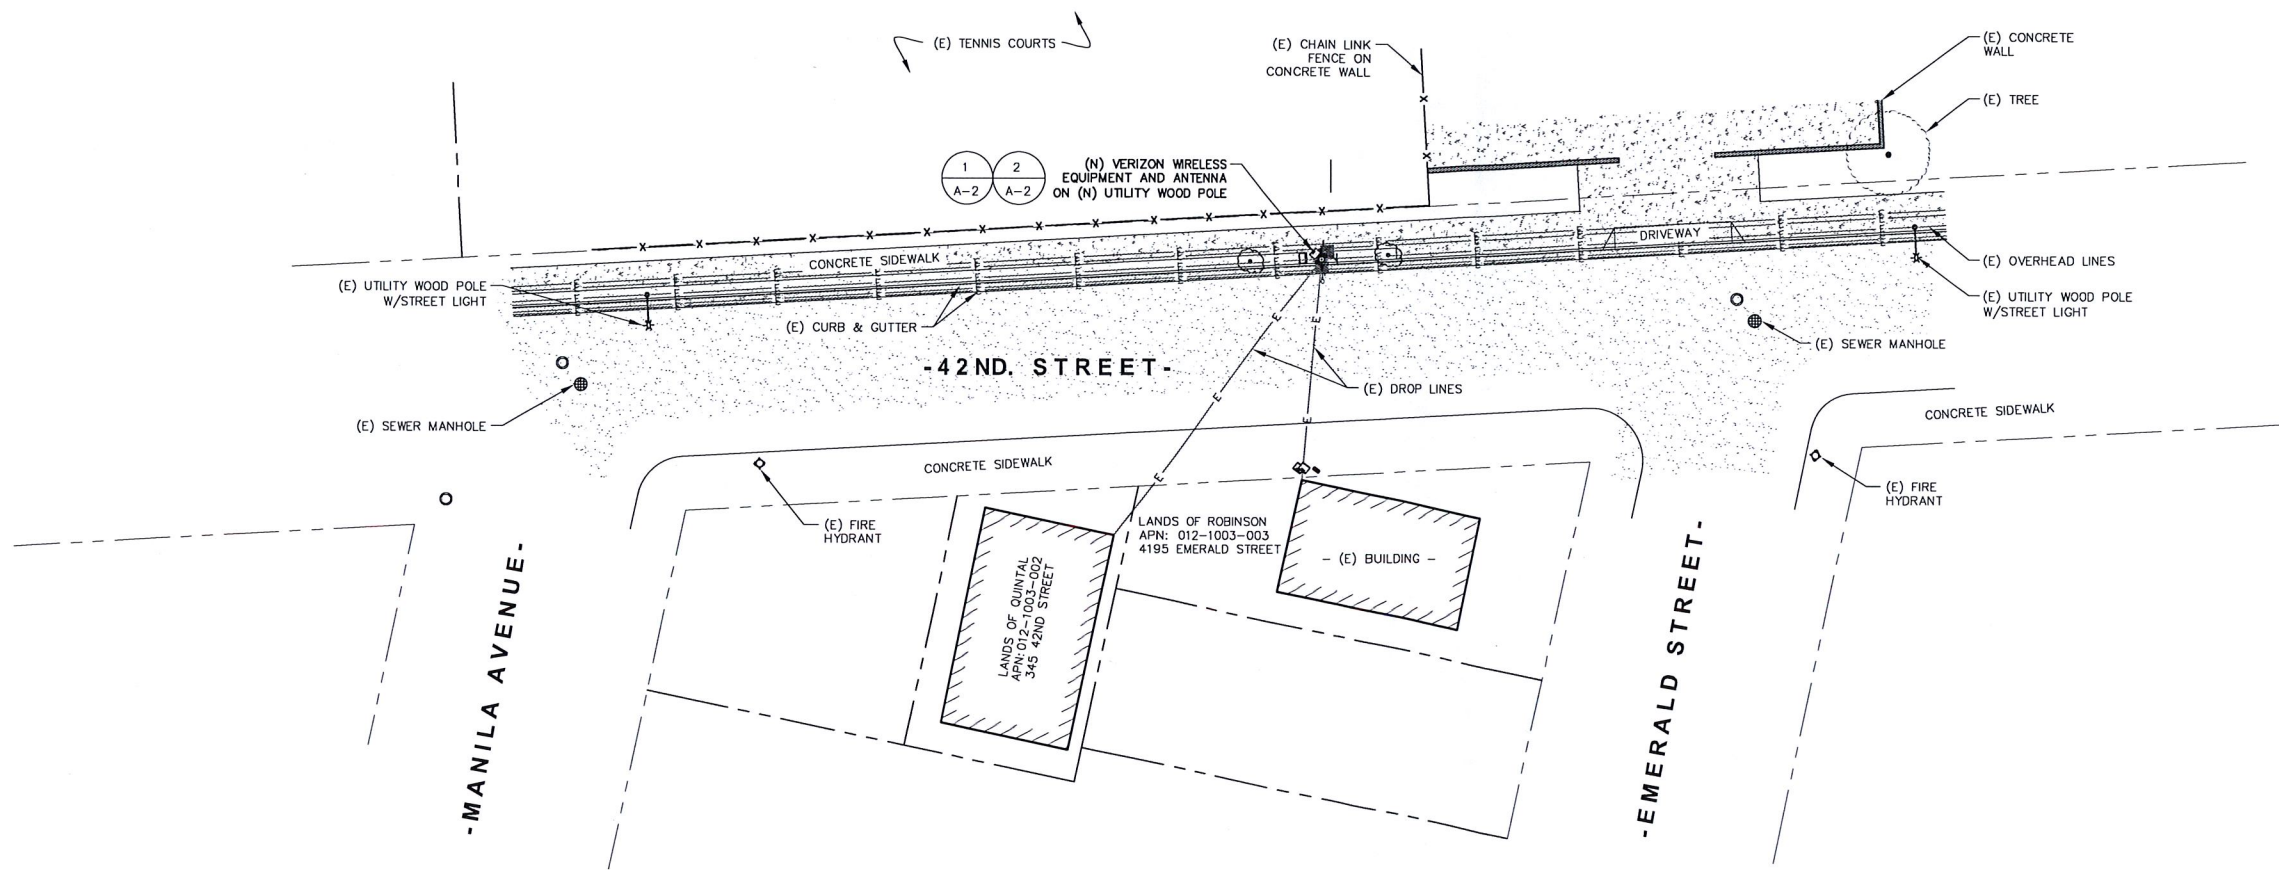 (E) TENNIS COURTS
(E) CHAIN LINK
FENCE ON
CONCRETE WALL
(E) CONCRETE
WALL
(E) TREE
1
A-2
2
A-2
(N) VERIZON WIRELESS
EQUIPMENT AND ANTENNA
ON (N) UTILITY WOOD POLE
CONCRETE SIDEWALK
DRIVEWAY
(E) OVERHEAD LINES
(E) UTILITY WOOD POLE
W/STREET LIGHT
(E) UTILITY WOOD POLE
W/STREET LIGHT
(E) CURB & GUTTER
(E) SEWER MANHOLE
-42ND. STREET-
(E) DROP LINES
(E) SEWER MANHOLE
CONCRETE SIDEWALK
CONCRETE SIDEWALK
(E) FIRE
HYDRANT
(E) FIRE
HYDRANT
LANDS OF ROBINSON
APN: 012-1003-003
4195 EMERALD STREET
- (E) BUILDING -
LANDS OF QUINTAL
APN: 012-1003-002
345 42ND STREET
-MANILA AVENUE-
-EMERALD STREET-